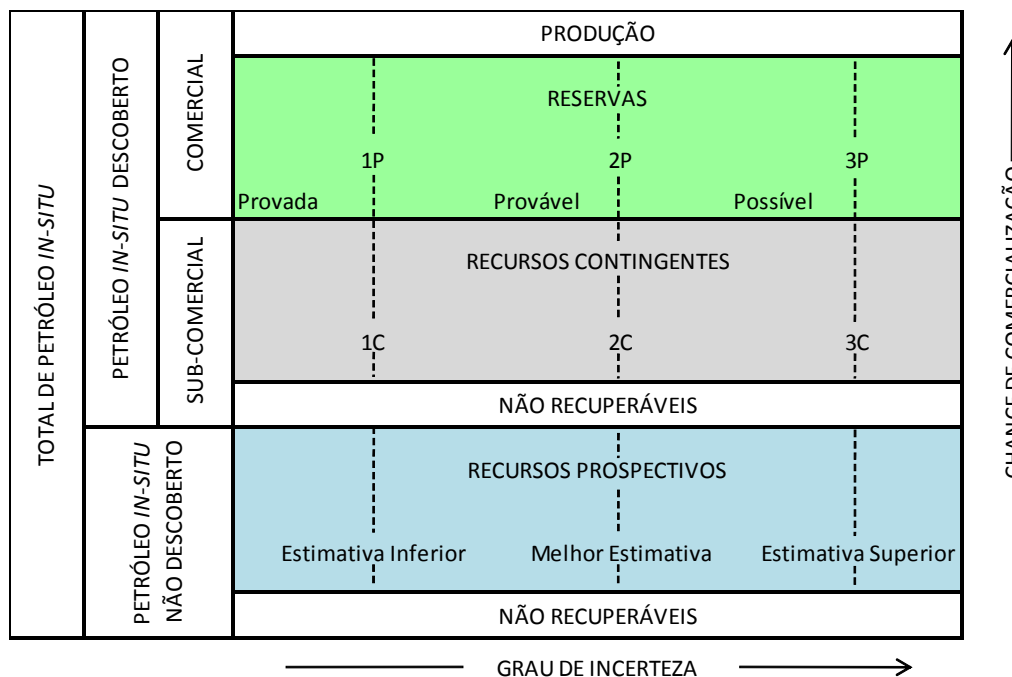 TOTAL DE PETRÓLEO IN-SITU
PETRÓLEO IN-SITU DESCOBERTO
COMERCIAL
PRODUÇÃO
RESERVAS
1P 2P 3P
Provada Provável Possível
SUB-COMERCIAL
RECURSOS CONTINGENTES
1C 2C 3C
NÃO RECUPERÁVEIS
PETRÓLEO IN-SITU
NÃO DESCOBERTO
RECURSOS PROSPECTIVOS
Estimativa Inferior Melhor Estimativa Estimativa Superior
NÃO RECUPERÁVEIS
GRAU DE INCERTEZA
CHANCE DE COMERCIALIZAÇÃO